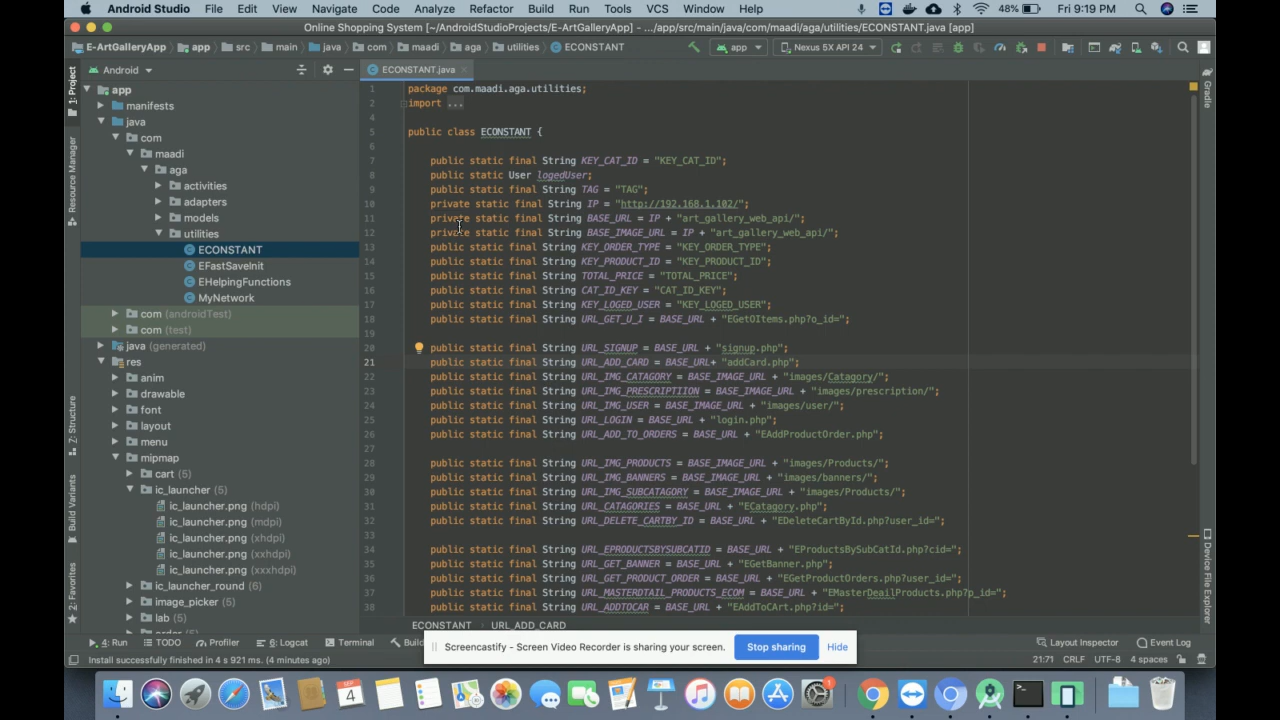 Android Studio File Edit View Navigate Code Analyze Refactor Build Run Tools VCS Window Help 48% Fri 9:19 PM
Online Shopping System [~/AndroidStudioProjects/E-ArtGalleryApp] - .../app/src/main/java/com/maadi/aga/utilities/ECONSTANT.java [app]
E-ArtGalleryApp app src main java com maadi aga utilities ECONSTANT app Nexus 5X API 24
Android
ECONSTANT.java
1: Project
Resource Manager
Z: Structure
Build Variants
2: Favorites
app
manifests
java
com
maadi
aga
activities
adapters
models
utilities
ECONSTANT
EFastSaveInit
EHelpingFunctions
MyNetwork
com (androidTest)
com (test)
java (generated)
res
anim
drawable
font
layout
menu
mipmap
cart (5)
ic_launcher (5)
ic_launcher.png (hdpi)
ic_launcher.png (mdpi)
ic_launcher.png (xhdpi)
ic_launcher.png (xxhdpi)
ic_launcher.png (xxxhdpi)
ic_launcher_round (6)
image_picker (6)
lab (5)
1 package com.maadi.aga.utilities;
2 import ...
4
5 public class ECONSTANT {
6
7 public static final String KEY_CAT_ID = "KEY_CAT_ID";
8 public static User logedUser;
9 public static final String TAG = "TAG";
10 private static final String IP = "http://192.168.1.102/";
11 private static final String BASE_URL = IP + "art_gallery_web_api/";
12 private static final String BASE_IMAGE_URL = IP + "art_gallery_web_api/";
13 public static final String KEY_ORDER_TYPE = "KEY_ORDER_TYPE";
14 public static final String KEY_PRODUCT_ID = "KEY_PRODUCT_ID";
15 public static final String TOTAL_PRICE = "TOTAL_PRICE";
16 public static final String CAT_ID_KEY = "CAT_ID_KEY";
17 public static final String KEY_LOGED_USER = "KEY_LOGED_USER";
18 public static final String URL_GET_U_I = BASE_URL + "EGetOItems.php?o_id=";
19
20 public static final String URL_SIGNUP = BASE_URL + "signup.php";
21 public static final String URL_ADD_CARD = BASE_URL+ "addCard.php";
22 public static final String URL_IMG_CATAGORY = BASE_IMAGE_URL + "images/Catagory/";
23 public static final String URL_IMG_PRESCRIPTIION = BASE_IMAGE_URL + "images/prescription/";
24 public static final String URL_IMG_USER = BASE_IMAGE_URL + "images/user/";
25 public static final String URL_LOGIN = BASE_URL + "login.php";
26 public static final String URL_ADD_TO_ORDERS = BASE_URL + "EAddProductOrder.php";
27
28 public static final String URL_IMG_PRODUCTS = BASE_IMAGE_URL + "images/Products/";
29 public static final String URL_IMG_BANNERS = BASE_IMAGE_URL + "images/banners/";
30 public static final String URL_IMG_SUBCATAGORY = BASE_IMAGE_URL + "images/Products/";
31 public static final String URL_CATAGORIES = BASE_URL + "ECatagory.php";
32 public static final String URL_DELETE_CARTBY_ID = BASE_URL + "EDeleteCartById.php?user_id=";
33
34 public static final String URL_EPRODUCTSBYSUBCATID = BASE_URL + "EProductsBySubCatId.php?cid=";
35 public static final String URL_GET_BANNER = BASE_URL + "EGetBanner.php";
36 public static final String URL_GET_PRODUCT_ORDER = BASE_URL + "EGetProductOrders.php?user_id=";
37 public static final String URL_MASTERDTAIL_PRODUCTS_ECOM = BASE_URL + "EMasterDeailProducts.php?p_id=";
38 public static final String URL_ADDTOCAR = BASE_URL + "EAddToCArt.php?id=";
Gradle
Device File Explorer
ECONSTANT URL_ADD_CARD
4: Run TODO Profiler 6: Logcat Terminal Build Layout Inspector Event Log
Screencastify - Screen Video Recorder is sharing your screen. Stop sharing Hide
Install successfully finished in 4 s 921 ms. (4 minutes ago) 21:71 CRLF UTF-8 4 spaces
SEP
4
1